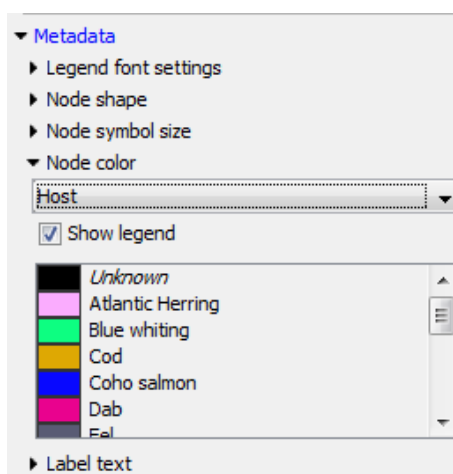 Metadata
Legend font settings
Node shape
Node symbol size
Node color
Host
Show legend
Unknown
Atlantic Herring
Blue whiting
Cod
Coho salmon
Dab
Eel
Label text